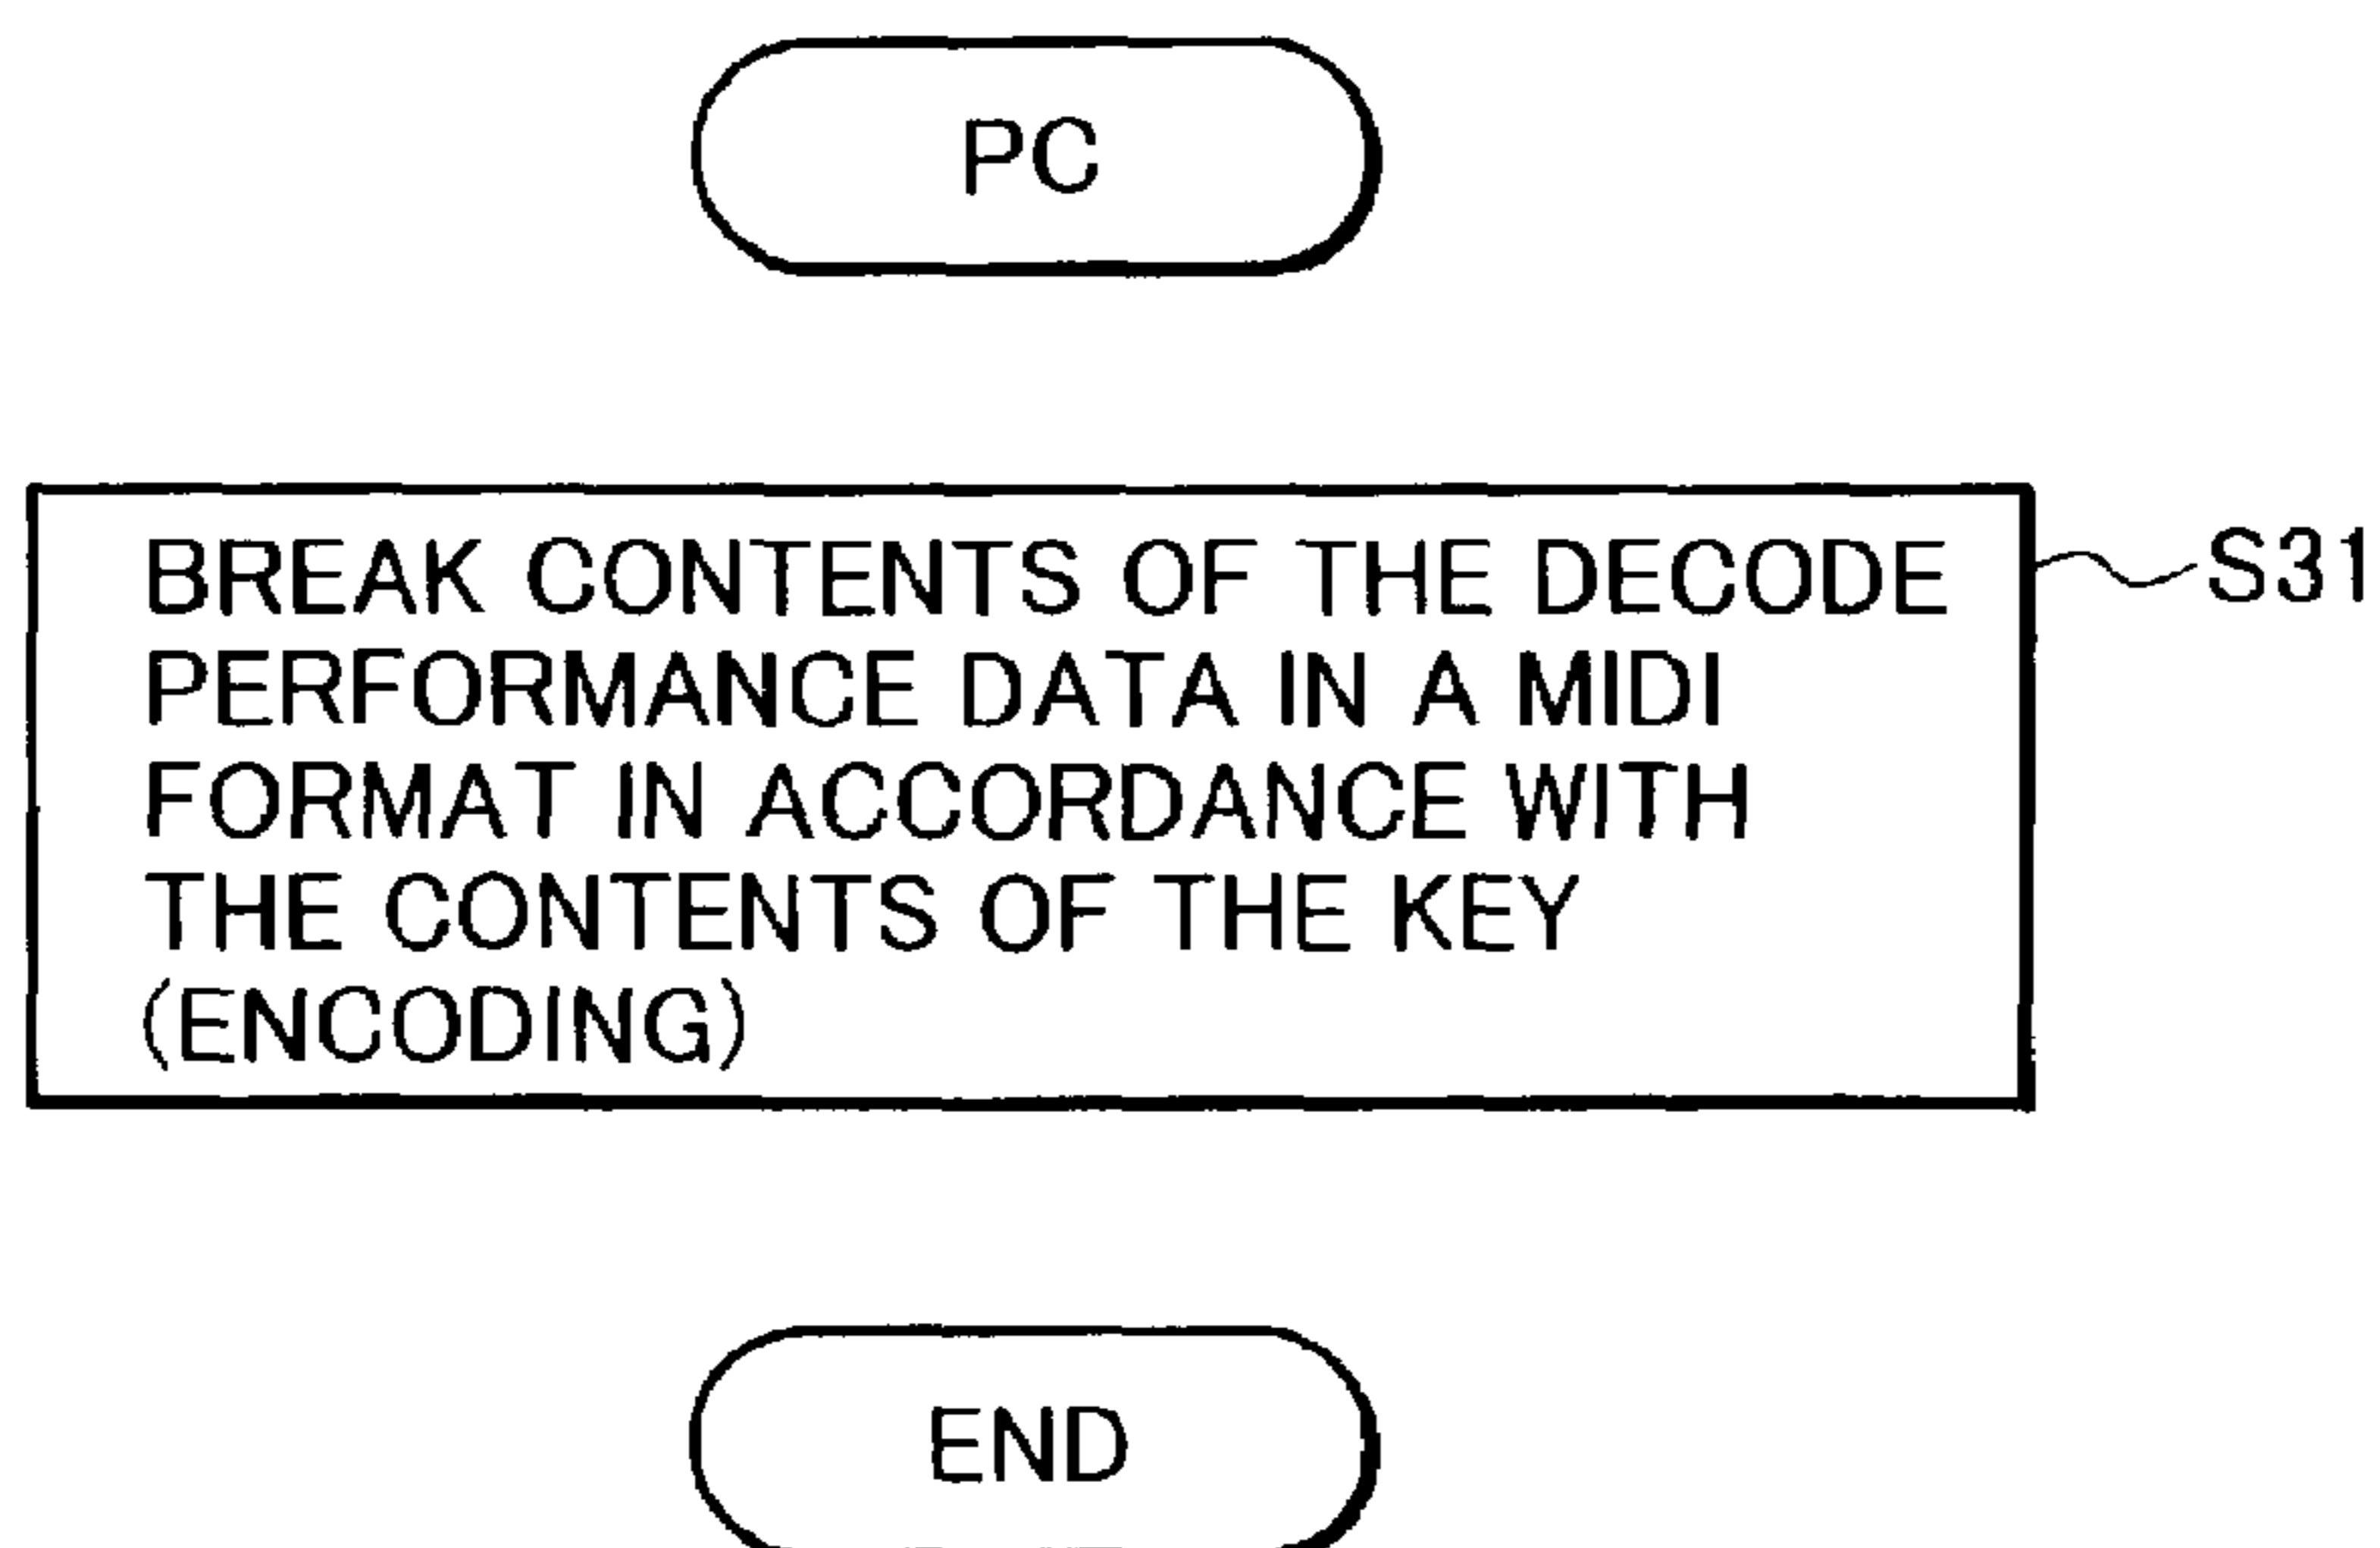 PC
BREAK CONTENTS OF THE DECODE
S31
PERFORMANCE DATA IN A MIDI
FORMAT IN ACCORDANCE WITH
THE CONTENTS OF THE KEY
(ENCODING)
END